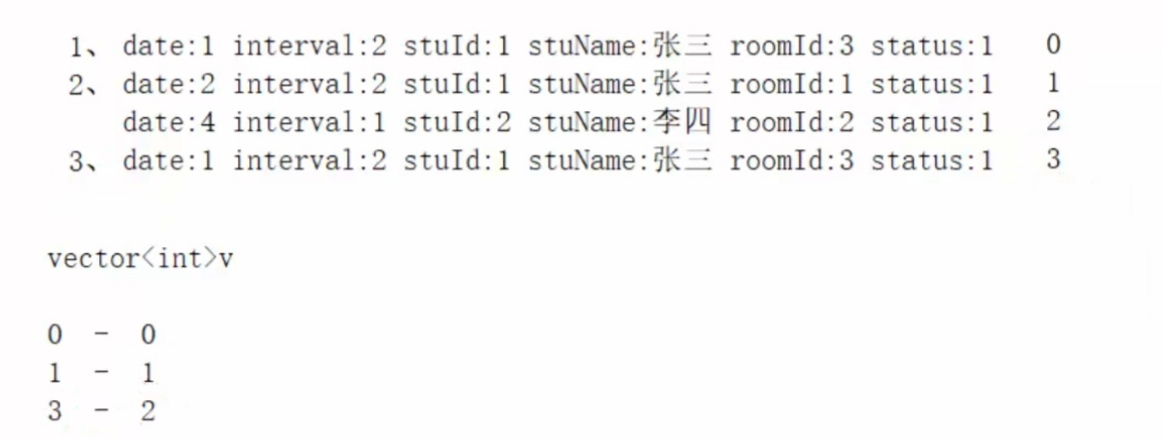 1、 date:1 interval:2 stuId:1 stuName:张三 roomId:3 status:1 0
2、 date:2 interval:2 stuId:1 stuName:张三 roomId:1 status:1 1
date:4 interval:1 stuId:2 stuName:李四 roomId:2 status:1 2
3、 date:1 interval:2 stuId:1 stuName:张三 roomId:3 status:1 3
vector<int>v
0 - 0
1 - 1
3 - 2